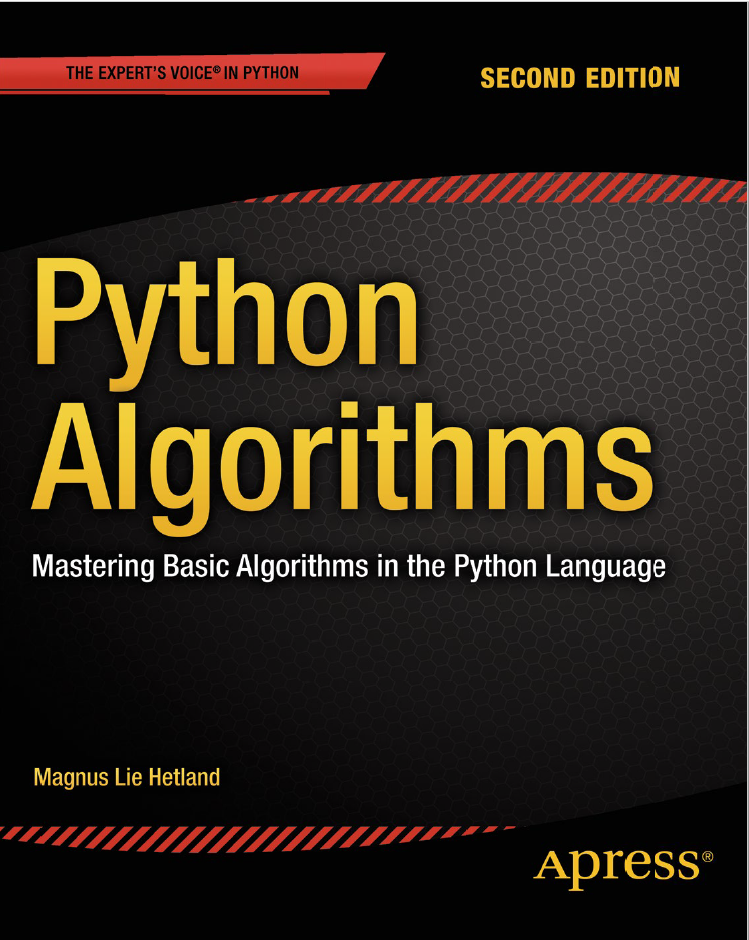 THE EXPERT'S VOICE® IN PYTHON
SECOND EDITION
Python
Algorithms
Mastering Basic Algorithms in the Python Language
Magnus Lie Hetland
Apress®